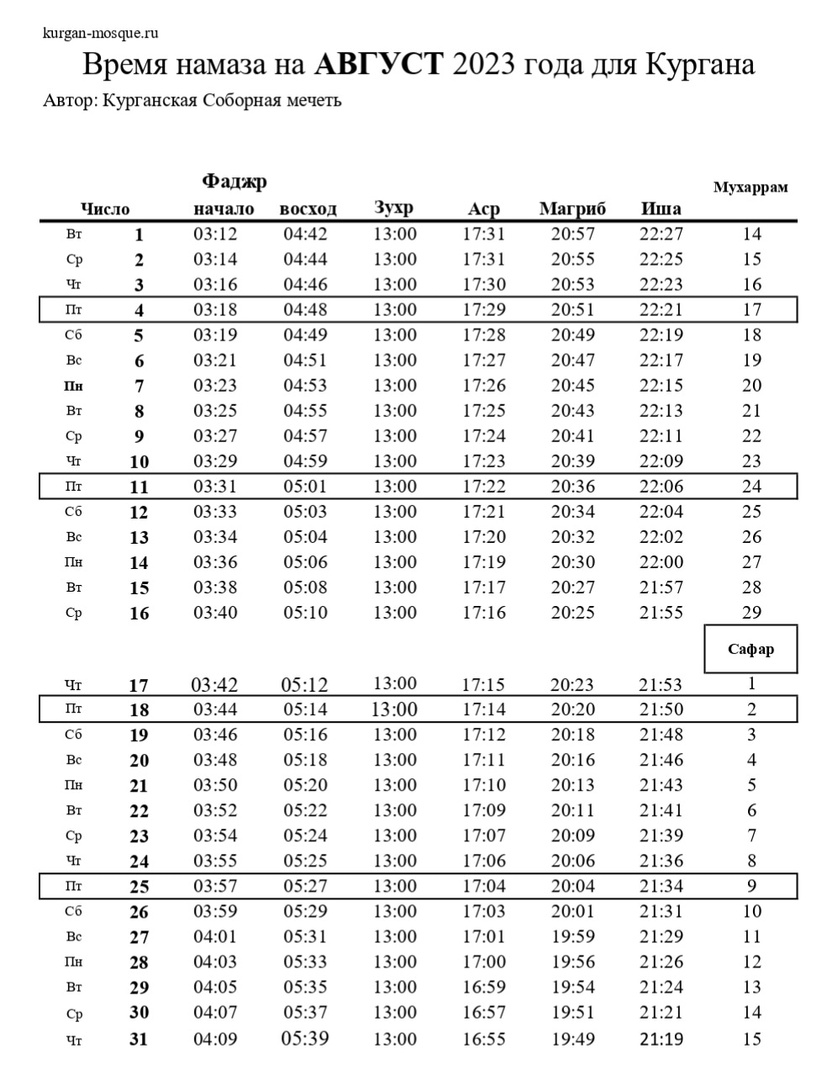 kurgan-mosque.ru
Время намаза на АВГУСТ 2023 года для Кургана
Автор: Курганская Соборная мечеть
Фаджр Мухаррам
Число начало восход Зухр Аср Магриб Иша
Вт 1 03:12 04:42 13:00 17:31 20:57 22:27 14
Ср 2 03:14 04:44 13:00 17:31 20:55 22:25 15
Чт 3 03:16 04:46 13:00 17:30 20:53 22:23 16
Пт 4 03:18 04:48 13:00 17:29 20:51 22:21 17
Сб 5 03:19 04:49 13:00 17:28 20:49 22:19 18
Вс 6 03:21 04:51 13:00 17:27 20:47 22:17 19
Пн 7 03:23 04:53 13:00 17:26 20:45 22:15 20
Вт 8 03:25 04:55 13:00 17:25 20:43 22:13 21
Ср 9 03:27 04:57 13:00 17:24 20:41 22:11 22
Чт 10 03:29 04:59 13:00 17:23 20:39 22:09 23
Пт 11 03:31 05:01 13:00 17:22 20:36 22:06 24
Сб 12 03:33 05:03 13:00 17:21 20:34 22:04 25
Вс 13 03:34 05:04 13:00 17:20 20:32 22:02 26
Пн 14 03:36 05:06 13:00 17:19 20:30 22:00 27
Вт 15 03:38 05:08 13:00 17:17 20:27 21:57 28
Ср 16 03:40 05:10 13:00 17:16 20:25 21:55 29
Сафар
Чт 17 03:42 05:12 13:00 17:15 20:23 21:53 1
Пт 18 03:44 05:14 13:00 17:14 20:20 21:50 2
Сб 19 03:46 05:16 13:00 17:12 20:18 21:48 3
Вс 20 03:48 05:18 13:00 17:11 20:16 21:46 4
Пн 21 03:50 05:20 13:00 17:10 20:13 21:43 5
Вт 22 03:52 05:22 13:00 17:09 20:11 21:41 6
Ср 23 03:54 05:24 13:00 17:07 20:09 21:39 7
Чт 24 03:55 05:25 13:00 17:06 20:06 21:36 8
Пт 25 03:57 05:27 13:00 17:04 20:04 21:34 9
Сб 26 03:59 05:29 13:00 17:03 20:01 21:31 10
Вс 27 04:01 05:31 13:00 17:01 19:59 21:29 11
Пн 28 04:03 05:33 13:00 17:00 19:56 21:26 12
Вт 29 04:05 05:35 13:00 16:59 19:54 21:24 13
Ср 30 04:07 05:37 13:00 16:57 19:51 21:21 14
Чт 31 04:09 05:39 13:00 16:55 19:49 21:19 15